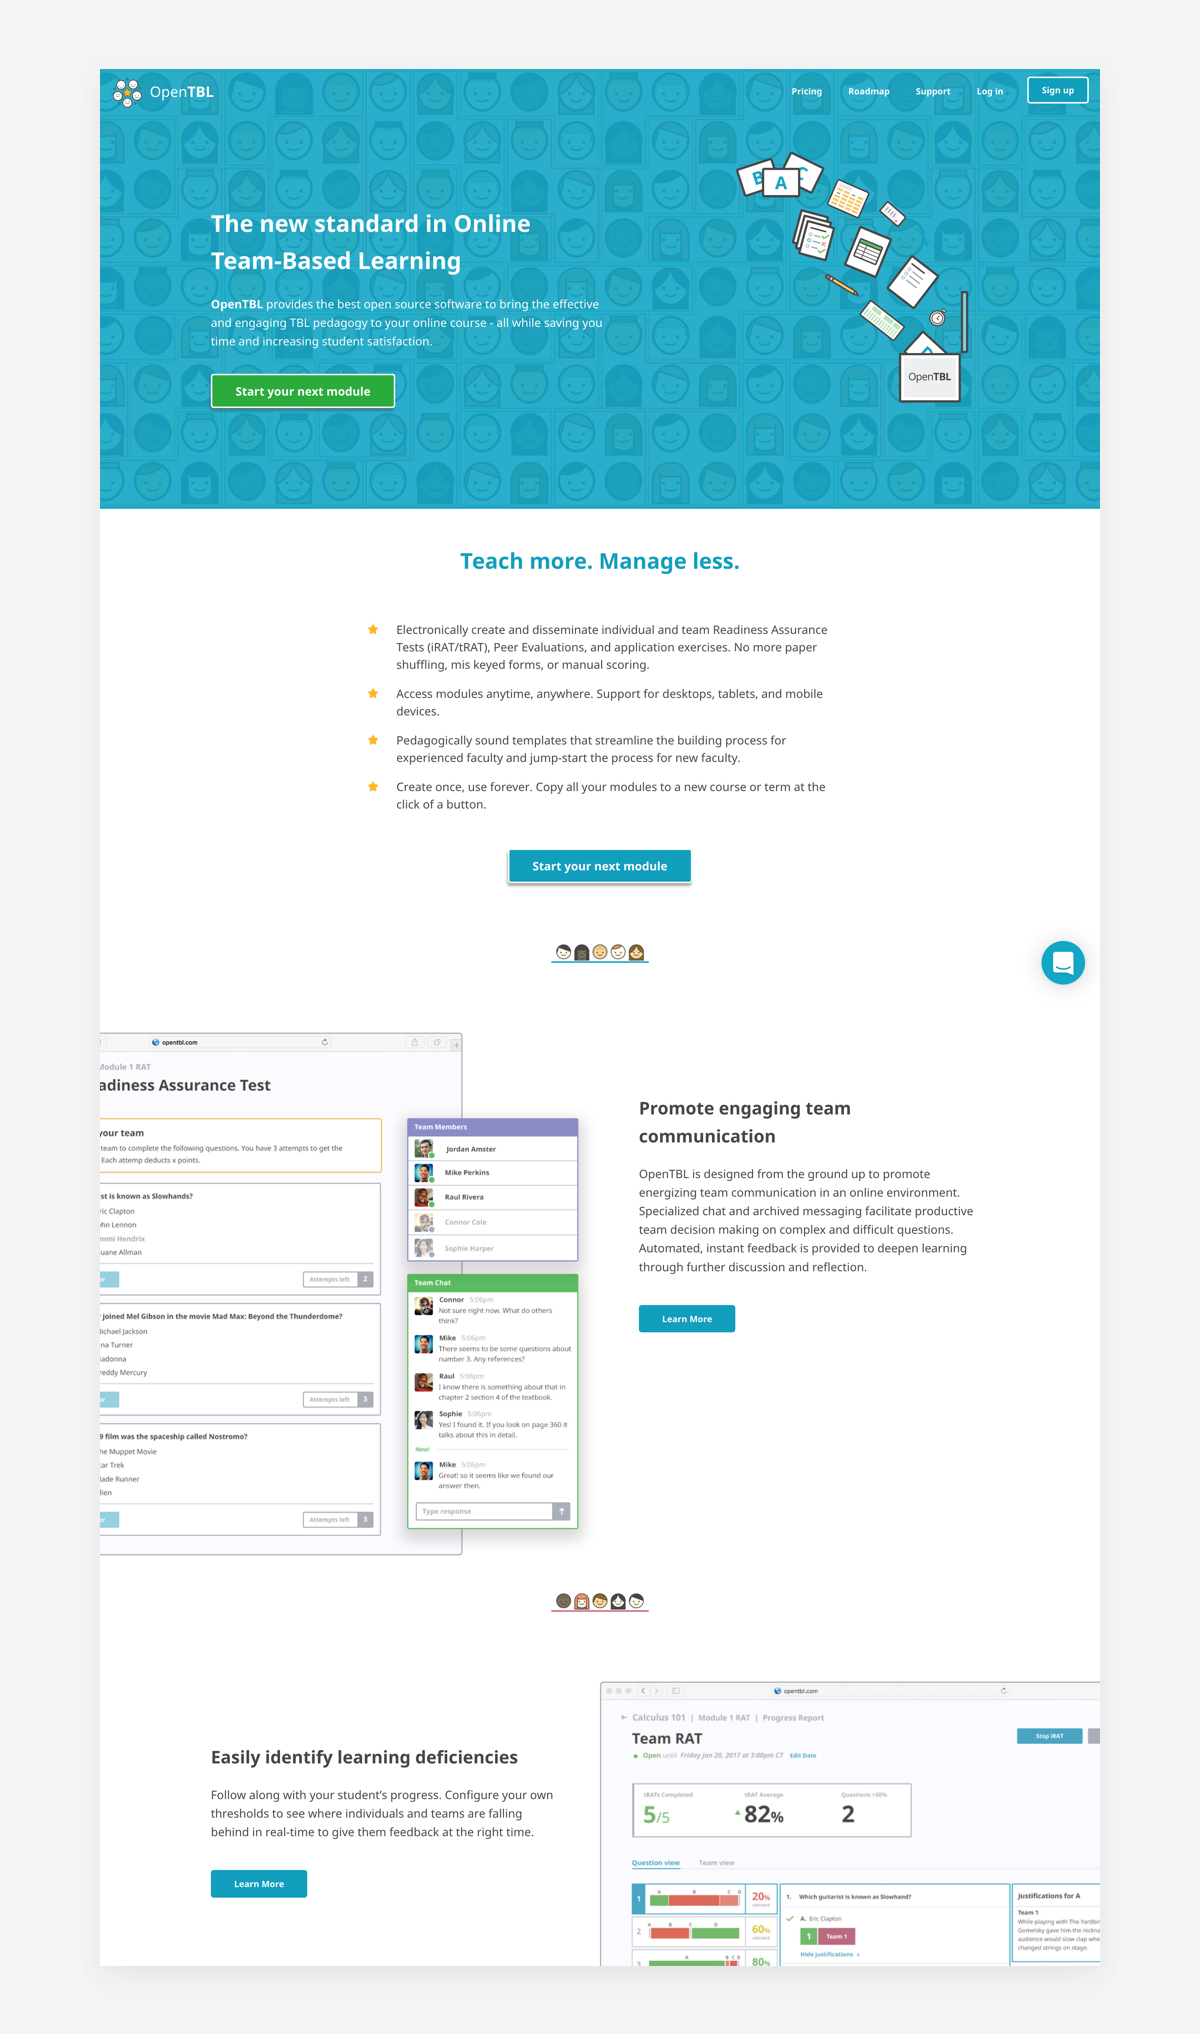 OpenTBL
Pricing
Roadmap
Support
Log in
Sign up
B
A
C
The new standard in Online
Team-Based Learning
OpenTBL provides the best open source software to bring the effective
and engaging TBL pedagogy to your online course - all while saving you
time and increasing student satisfaction.
Start your next module
OpenTBL
Teach more. Manage less.
Electronically create and disseminate individual and team Readiness Assurance
Tests (iRAT/tRAT), Peer Evaluations, and application exercises. No more paper
shuffling, mis keyed forms, or manual scoring.
Access modules anytime, anywhere. Support for desktops, tablets, and mobile
devices.
Pedagogically sound templates that streamline the building process for
experienced faculty and jump-start the process for new faculty.
Create once, use forever. Copy all your modules to a new course or term at the
click of a button.
Start your next module
opentbl.com
Module 1 RAT
adiness Assurance Test
your team
team to complete the following questions. You have 3 attempts to get the
Each attemp deducts x points.
st is known as Slowhands?
ric Clapton
hn Lennon
mmi Hendrix
uane Allman
er
Attempts left 2
joined Mel Gibson in the movie Mad Max: Beyond the Thunderdome?
ichael Jackson
na Turner
adonna
reddy Mercury
er
Attempts left 3
9 film was the spaceship called Nostromo?
he Muppet Movie
ar Trek
lade Runner
lien
er
Attempts left 3
Team Members
Jordan Amster
Mike Perkins
Raul Rivera
Connor Cole
Sophie Harper
Team Chat
Connor 5:06pm
Not sure right now. What do others
think?
Mike 5:06pm
There seems to be some questions about
number 3. Any references?
Raul 5:06pm
I know there is something about that in
chapter 2 section 4 of the textbook.
Sophie 5:06pm
Yes! I found it. If you look on page 360 it
talks about this in detail.
New!
Mike 5:06pm
Great! so it seems like we found our
answer then.
Type response
Promote engaging team
communication
OpenTBL is designed from the ground up to promote
energizing team communication in an online environment.
Specialized chat and archived messaging facilitate productive
team decision making on complex and difficult questions.
Automated, instant feedback is provided to deepen learning
through further discussion and reflection.
Learn More
Easily identify learning deficiencies
Follow along with your student’s progress. Configure your own
thresholds to see where individuals and teams are falling
behind in real-time to give them feedback at the right time.
Learn More
opentbl.com
Calculus 101 | Module 1 RAT | Progress Report
Team RAT
Stop iRAT
Open until Friday Jan 20, 2017 at 3:00pm CT Edit Date
tRATs Completed
5/5
tRAT Average
82%
Questions >50%
2
Question view
Team view
1
A B C D
20%
correct
2
A B C D
60%
correct
3
A B C D
80%
1. Which guitarist is known as Slowhand?
A. Eric Clapton
1 Team 1
Hide justifications
Justifications for A
Team 1
While playing with The Yardbi
Gomelsky gave him the nickna
audience would slow clap whe
changed strings on stage.